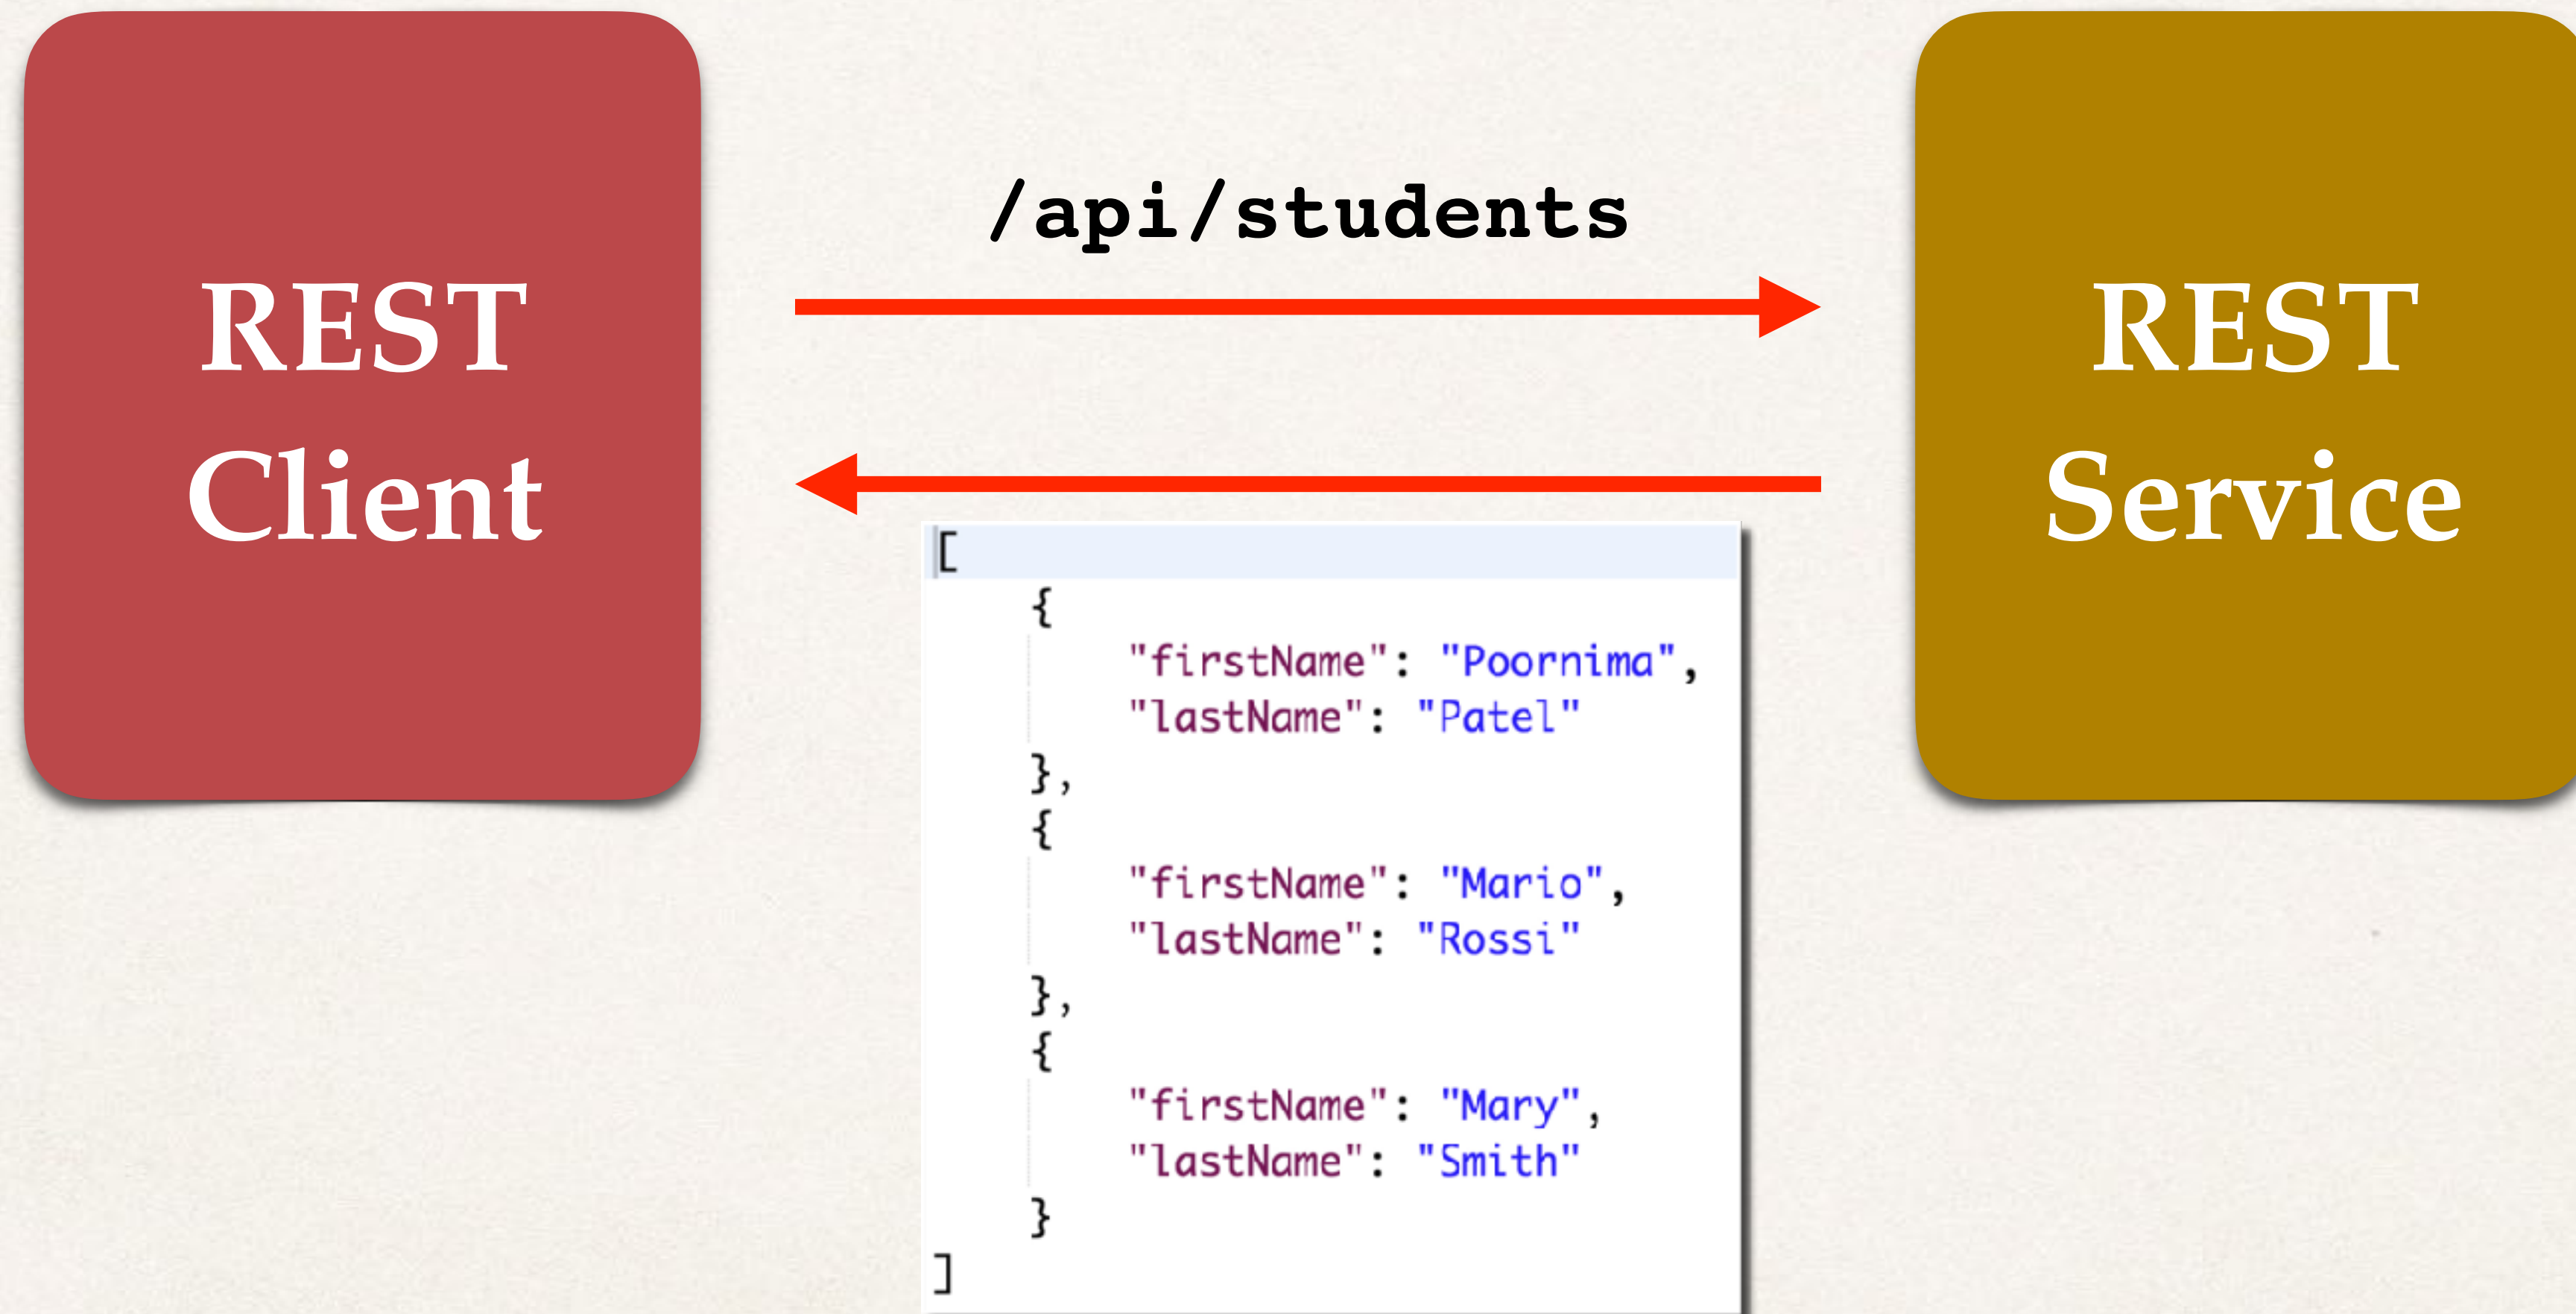 REST
Client
/api/students
REST
Service
[
    {
        "firstName": "Poornima",
        "lastName": "Patel"
    },
    {
        "firstName": "Mario",
        "lastName": "Rossi"
    },
    {
        "firstName": "Mary",
        "lastName": "Smith"
    }
]